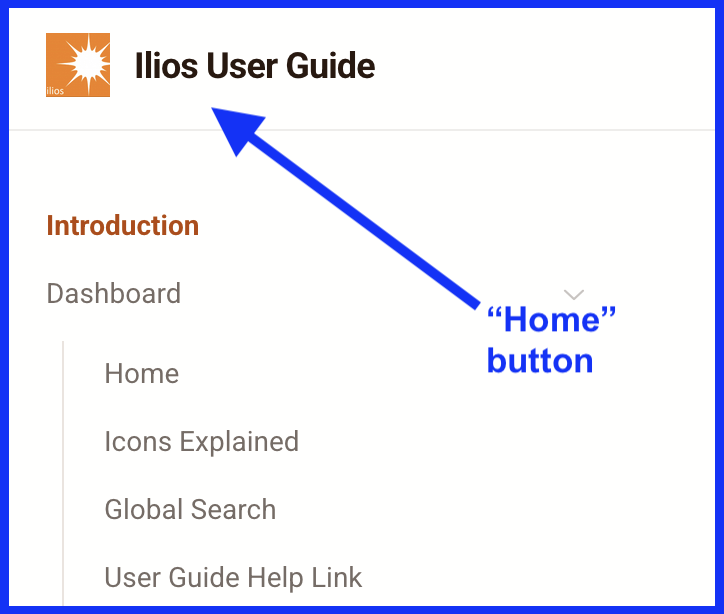 ilios
Ilios User Guide
Introduction
Dashboard
“Home”
button
Home
Icons Explained
Global Search
User Guide Help Link